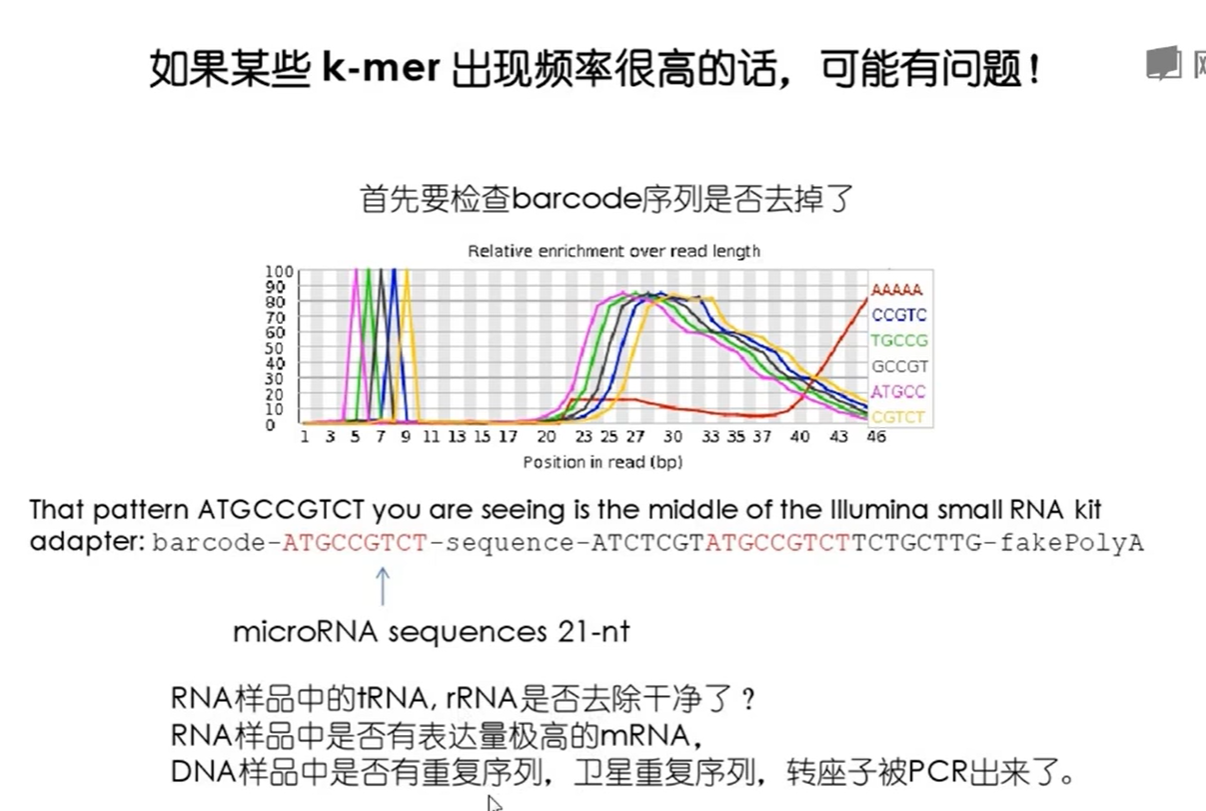 如果某些 k-mer 出现频率很高的话，可能有问题！
首先要检查barcode序列是否去掉了
Relative enrichment over read length
100
90
80
70
60
50
40
30
20
10
0
AAAAA
CCGTC
TGCCG
GCCGT
ATGCC
CGTCT
1 3 5 7 9 11 13 15 17 20 23 25 27 30 33 35 37 40 43 46
Position in read (bp)
That pattern ATGCCGTCT you are seeing is the middle of the Illumina small RNA kit
adapter: barcode-ATGCCGTCT-sequence-ATCTCGTATGCCGTCTTCTGCTTG-fakePolyA
microRNA sequences 21-nt
RNA样品中的tRNA, rRNA是否去除干净了？
RNA样品中是否有表达量极高的mRNA，
DNA样品中是否有重复序列，卫星重复序列，转座子被PCR出来了。